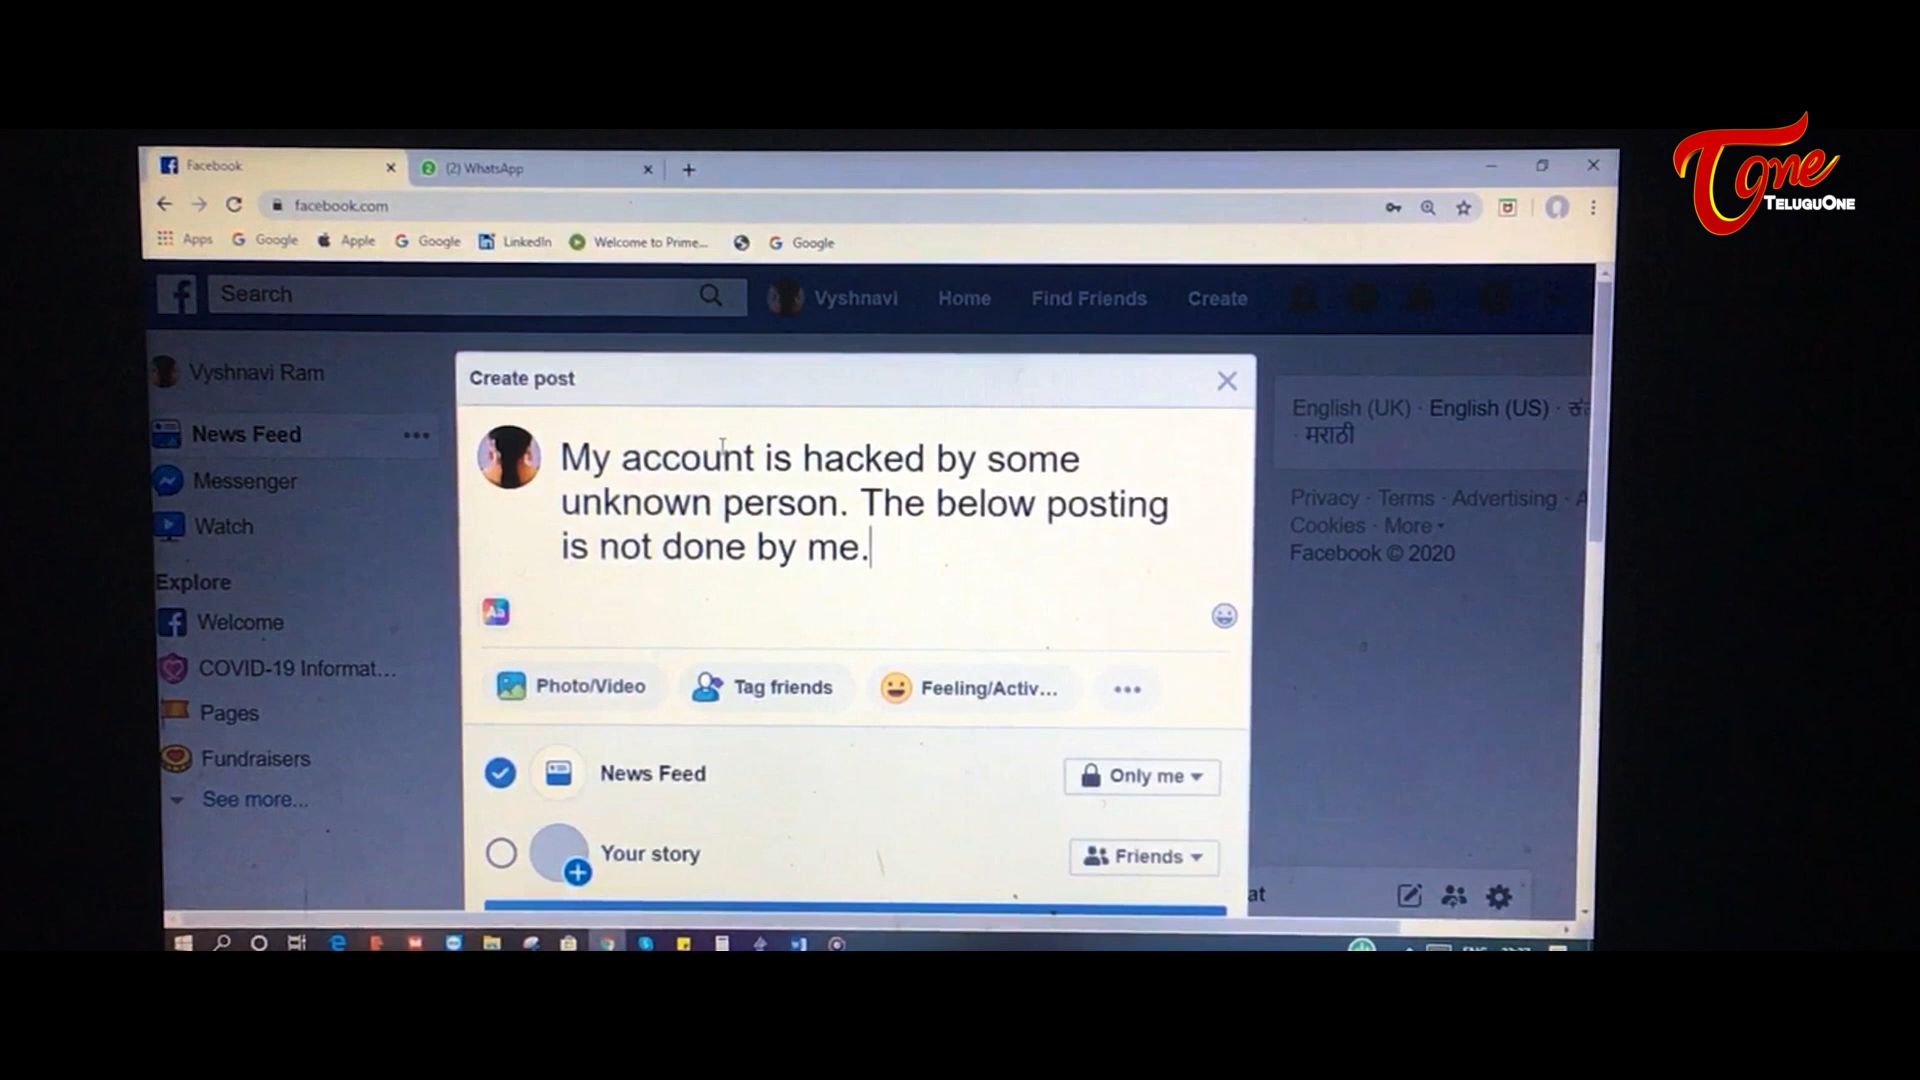 Facebook
(2) WhatsApp
facebook.com
Apps Google Apple Google LinkedIn Welcome to Prime... Google
Tone
TELUGUONE
Search
Vyshnavi Home Find Friends Create
Vyshnavi Ram
News Feed
Messenger
Watch
Explore
Welcome
COVID-19 Informat...
Pages
Fundraisers
See more...
Create post
My account is hacked by some
unknown person. The below posting
is not done by me.
Aa
Photo/Video Tag friends Feeling/Activ...
News Feed Only me
Your story Friends
English (UK) · English (US) ·
· मराठी
Privacy · Terms · Advertising · A
Cookies · More
Facebook © 2020
at